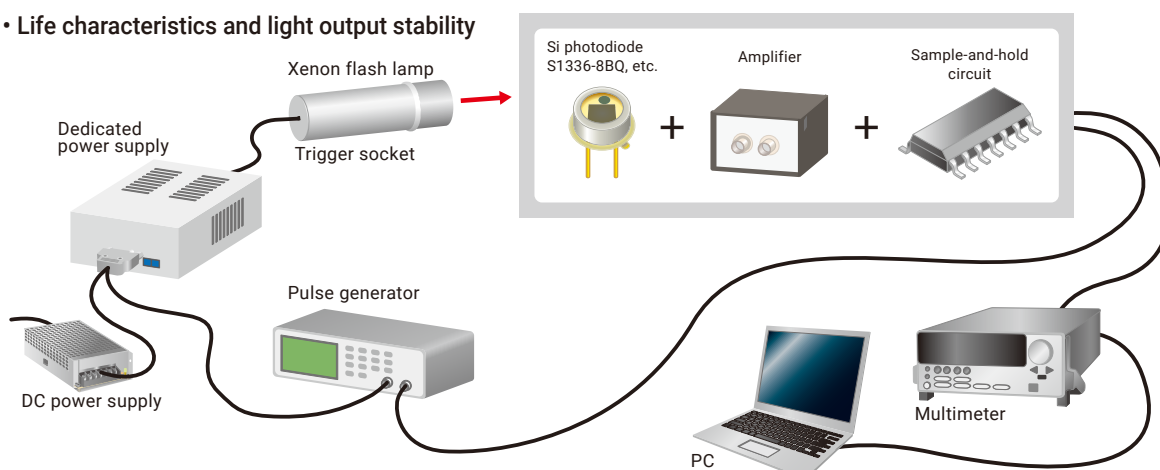 • Life characteristics and light output stability
Xenon flash lamp
Trigger socket
Dedicated
power supply
Si photodiode
S1336-8BQ, etc.
Amplifier
Sample-and-hold
circuit
+
+
Pulse generator
DC power supply
Multimeter
PC